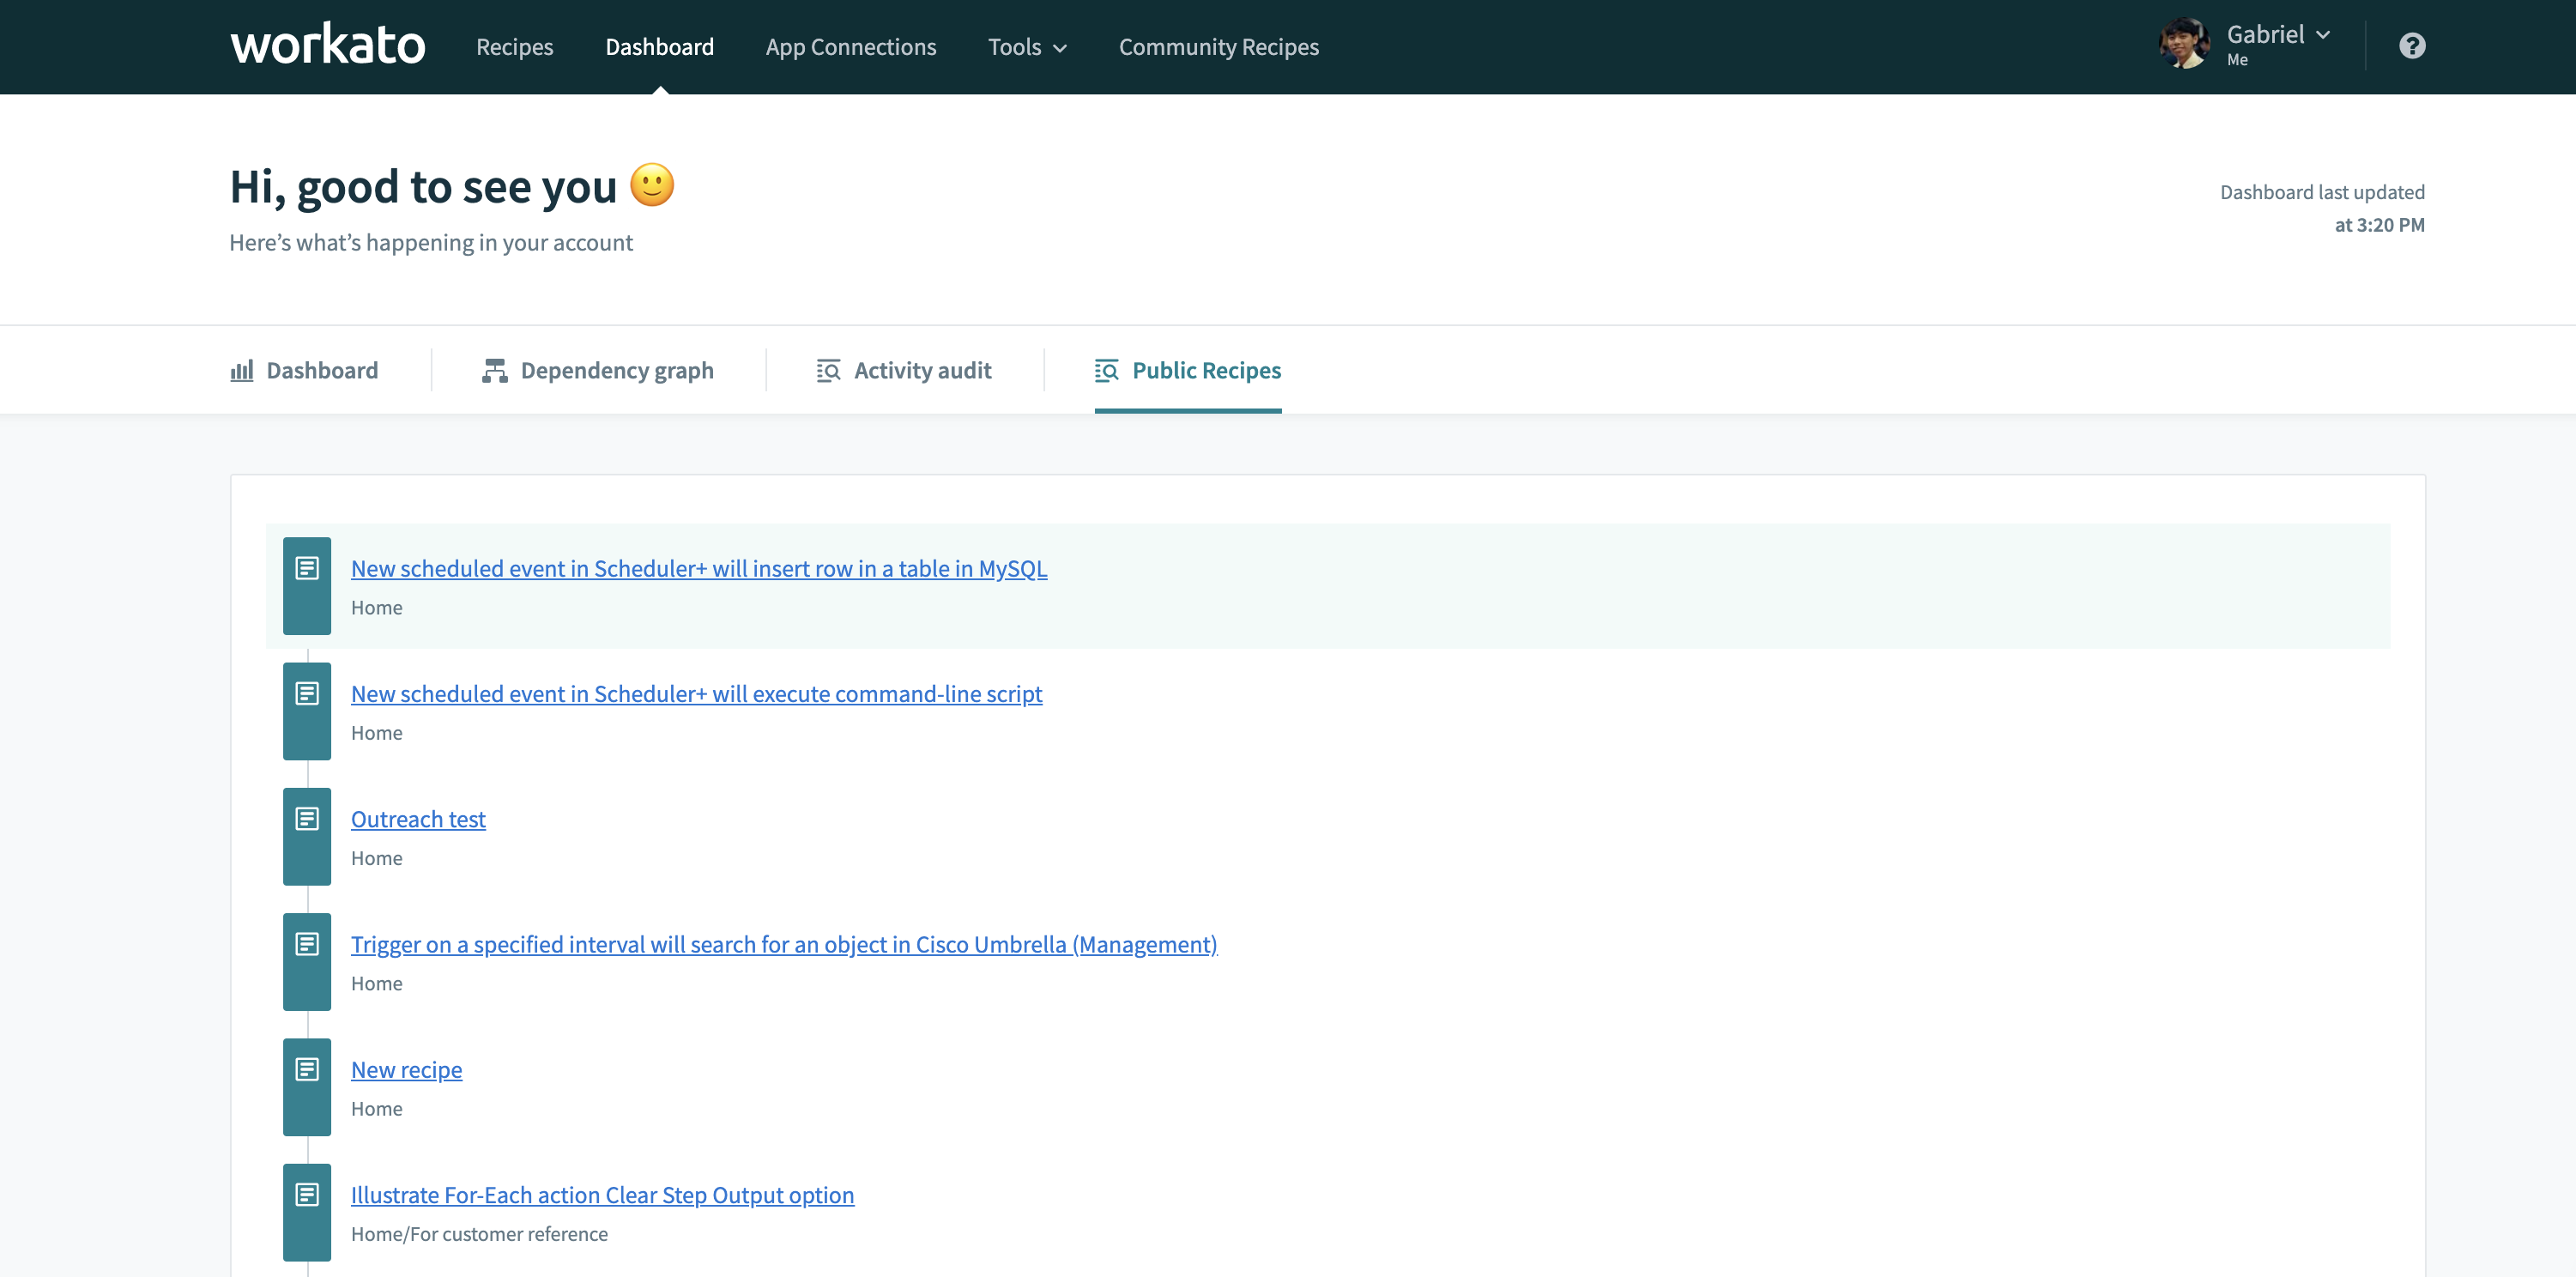 workato
Recipes
Dashboard
App Connections
Tools
Community Recipes
Gabriel
Me
?
Hi, good to see you
Here’s what’s happening in your account
Dashboard last updated
at 3:20 PM
Dashboard
Dependency graph
Activity audit
Public Recipes
New scheduled event in Scheduler+ will insert row in a table in MySQL
Home
New scheduled event in Scheduler+ will execute command-line script
Home
Outreach test
Home
Trigger on a specified interval will search for an object in Cisco Umbrella (Management)
Home
New recipe
Home
Illustrate For-Each action Clear Step Output option
Home/For customer reference